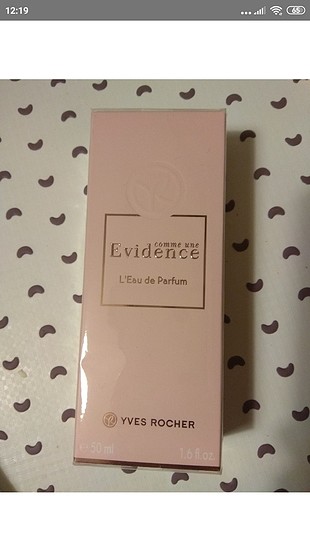 12:19
65
comme une
Evidence
L'Eau de Parfum
YVES ROCHER
℮ 50 ml
1.6 fl.oz.